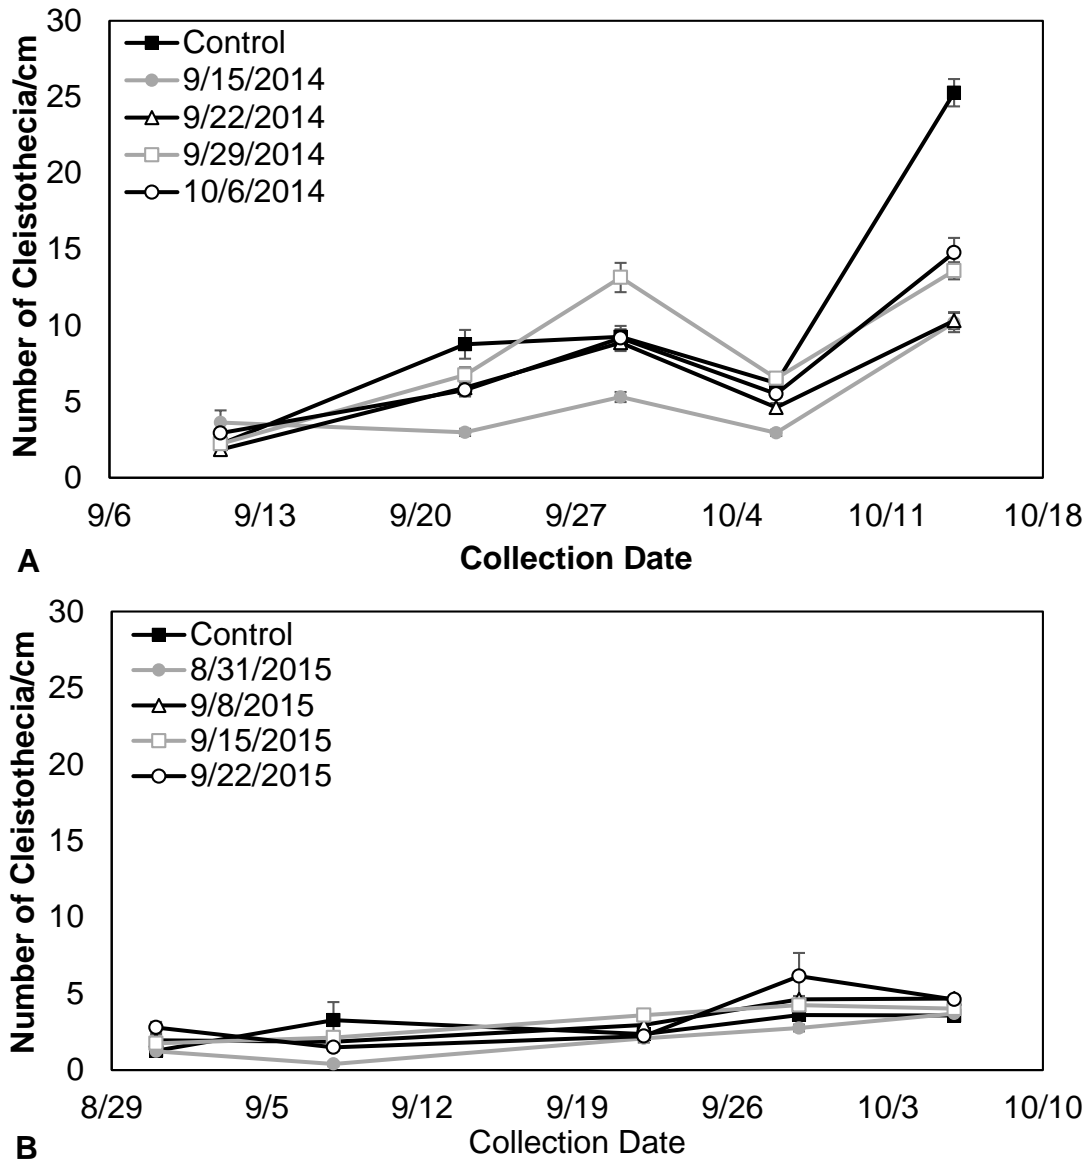 Number of Cleistothecia/cm
30
25
20
15
10
5
0
Control
9/15/2014
9/22/2014
9/29/2014
10/6/2014
9/6 9/13 9/20 9/27 10/4 10/11 10/18
Collection Date
A
Number of Cleistothecia/cm
30
25
20
15
10
5
0
Control
8/31/2015
9/8/2015
9/15/2015
9/22/2015
8/29 9/5 9/12 9/19 9/26 10/3 10/10
Collection Date
B